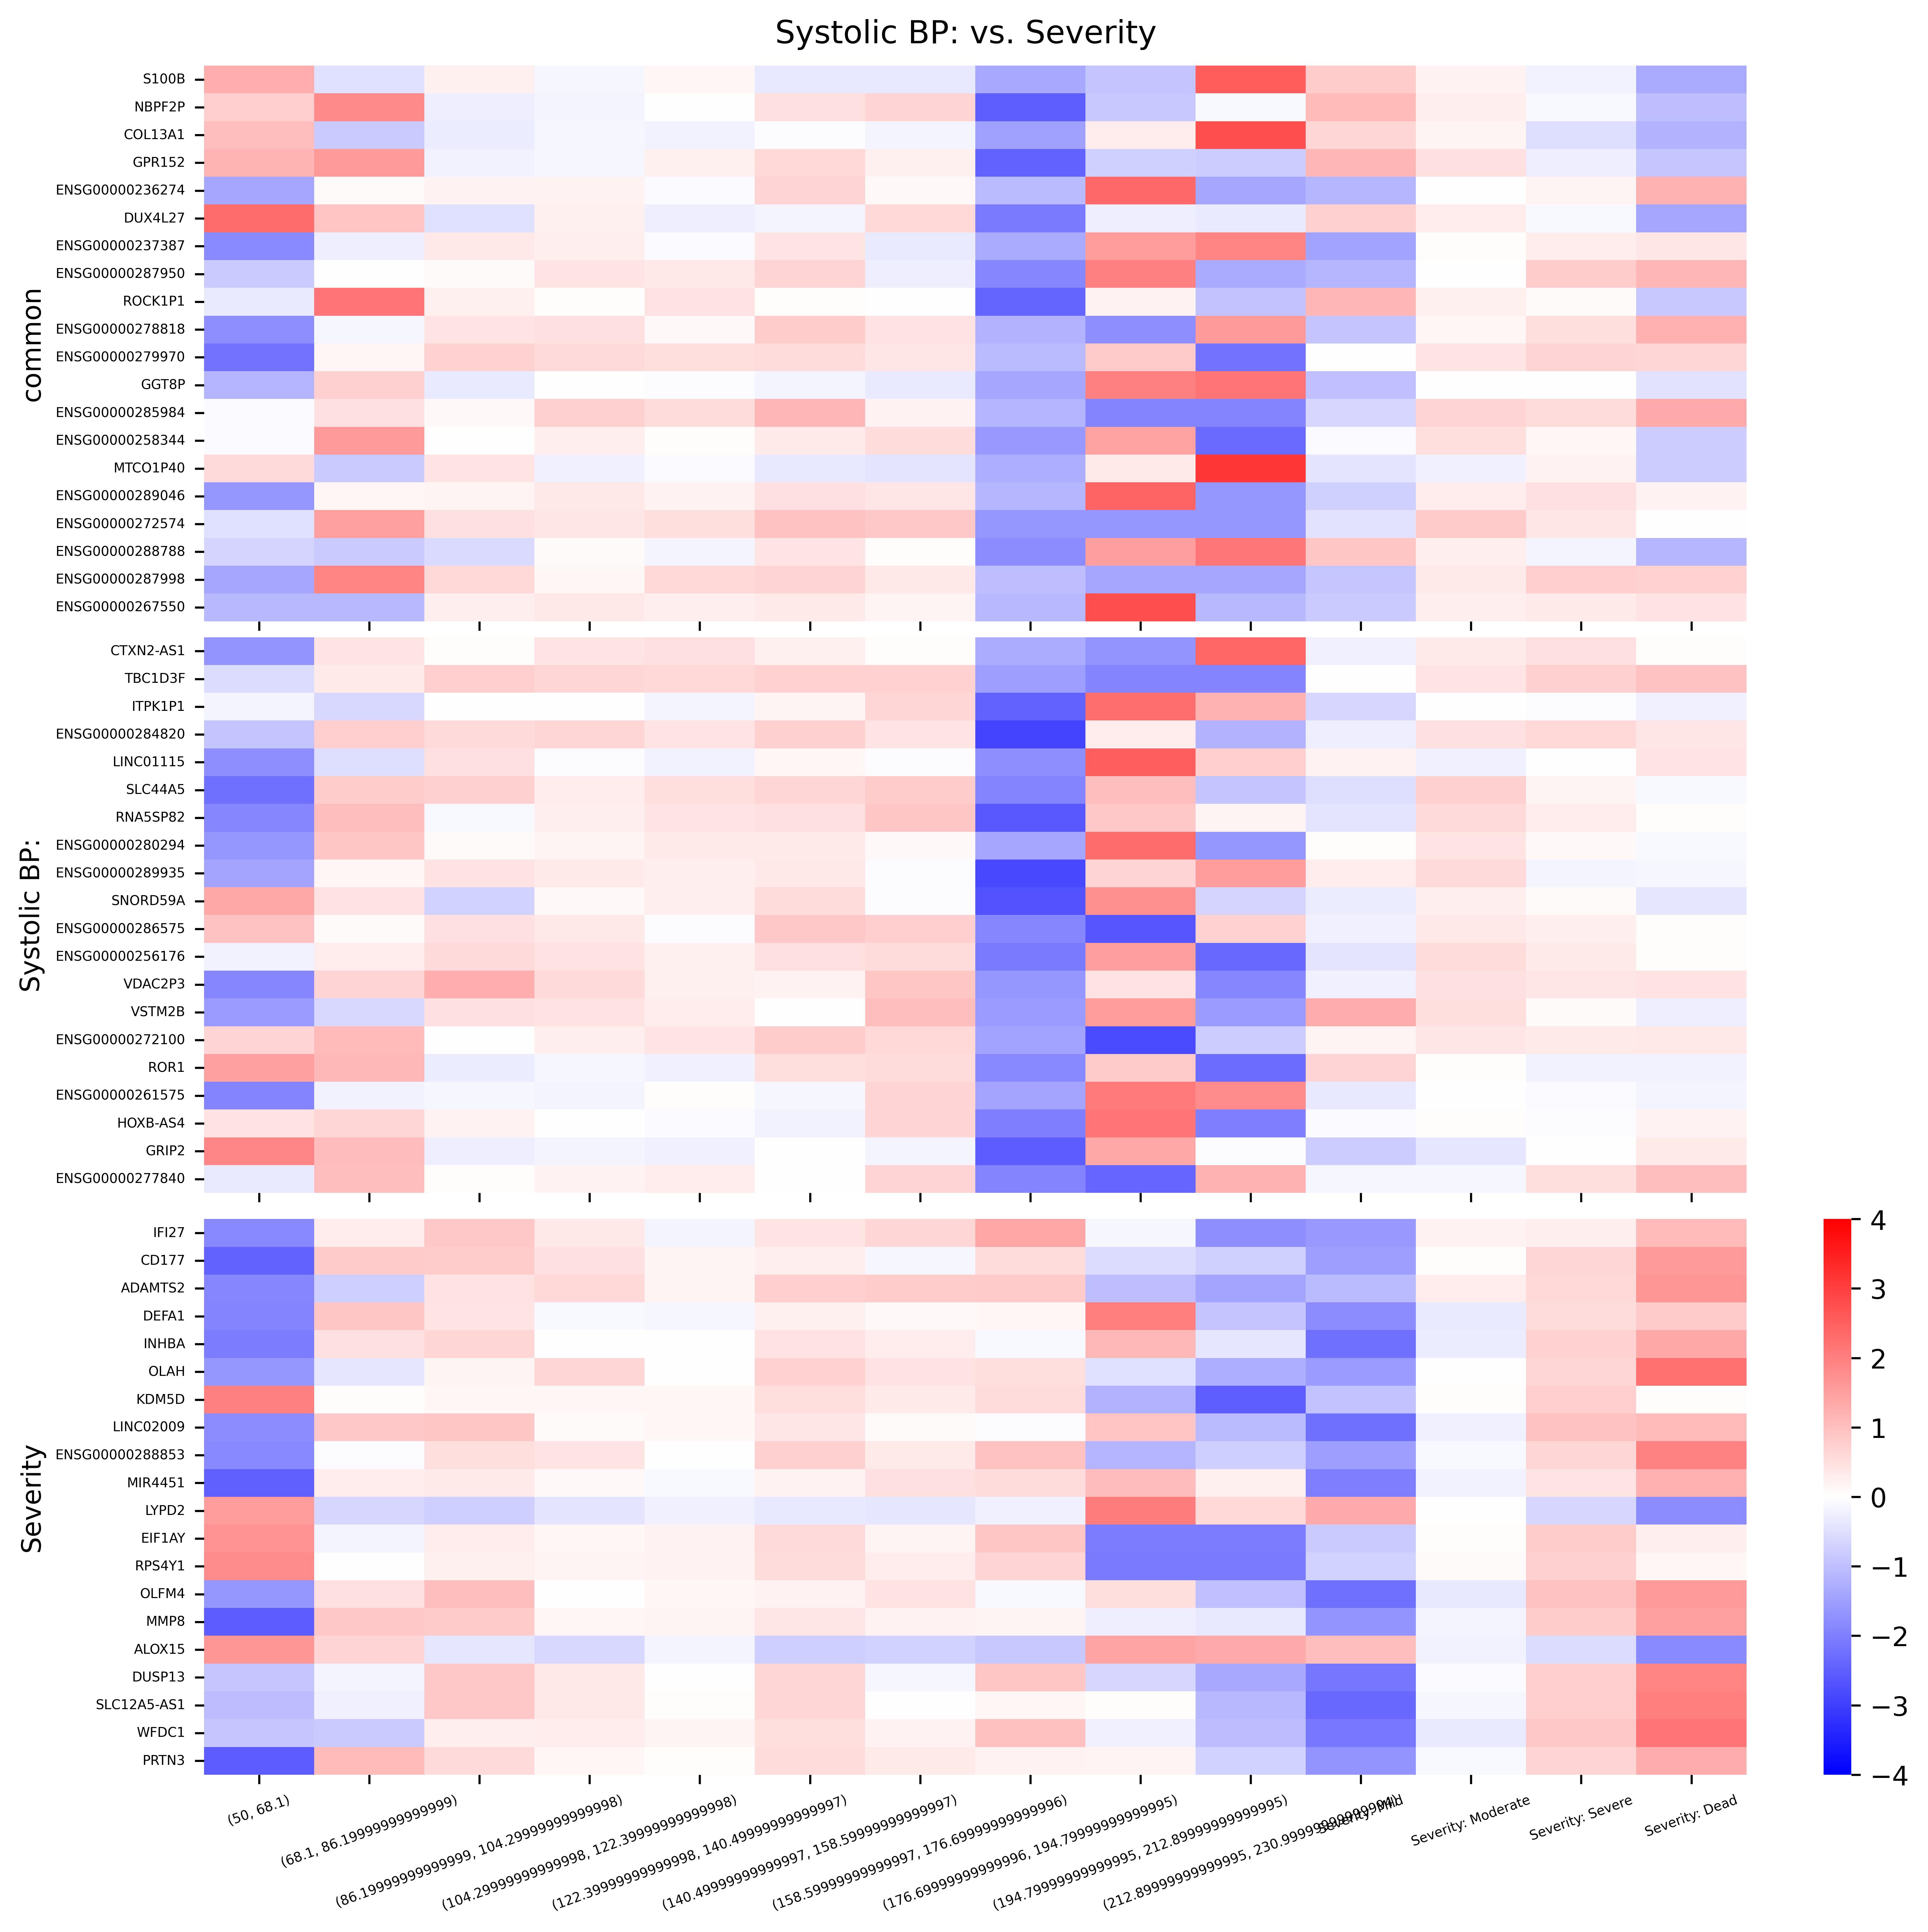 Systolic BP: vs. Severity
common
S100B
NBPF2P
COL13A1
GPR152
ENSG00000236274
DUX4L27
ENSG00000237387
ENSG00000287950
ROCK1P1
ENSG00000278818
ENSG00000279970
GGT8P
ENSG00000285984
ENSG00000258344
MTCO1P40
ENSG00000289046
ENSG00000272574
ENSG00000288788
ENSG00000287998
ENSG00000267550
Systolic BP:
CTXN2-AS1
TBC1D3F
ITPK1P1
ENSG00000284820
LINC01115
SLC44A5
RNA5SP82
ENSG00000280294
ENSG00000289935
SNORD59A
ENSG00000286575
ENSG00000256176
VDAC2P3
VSTM2B
ENSG00000272100
ROR1
ENSG00000261575
HOXB-AS4
GRIP2
ENSG00000277840
Severity
IFI27
CD177
ADAMTS2
DEFA1
INHBA
OLAH
KDM5D
LINC02009
ENSG00000288853
MIR4451
LYPD2
EIF1AY
RPS4Y1
OLFM4
MMP8
ALOX15
DUSP13
SLC12A5-AS1
WFDC1
PRTN3
4
3
2
1
0
−1
−2
−3
−4
(50, 68.1)
(68.1, 86.1999999999999)
(86.1999999999999, 104.29999999999998)
(104.29999999999998, 122.39999999999998)
(122.39999999999998, 140.49999999999997)
(140.49999999999997, 158.59999999999997)
(158.59999999999997, 176.69999999999996)
(176.69999999999996, 194.79999999999995)
(194.79999999999995, 212.89999999999995)
(212.89999999999995,
Severity: Moderate
Severity: Severe
Severity: Dead